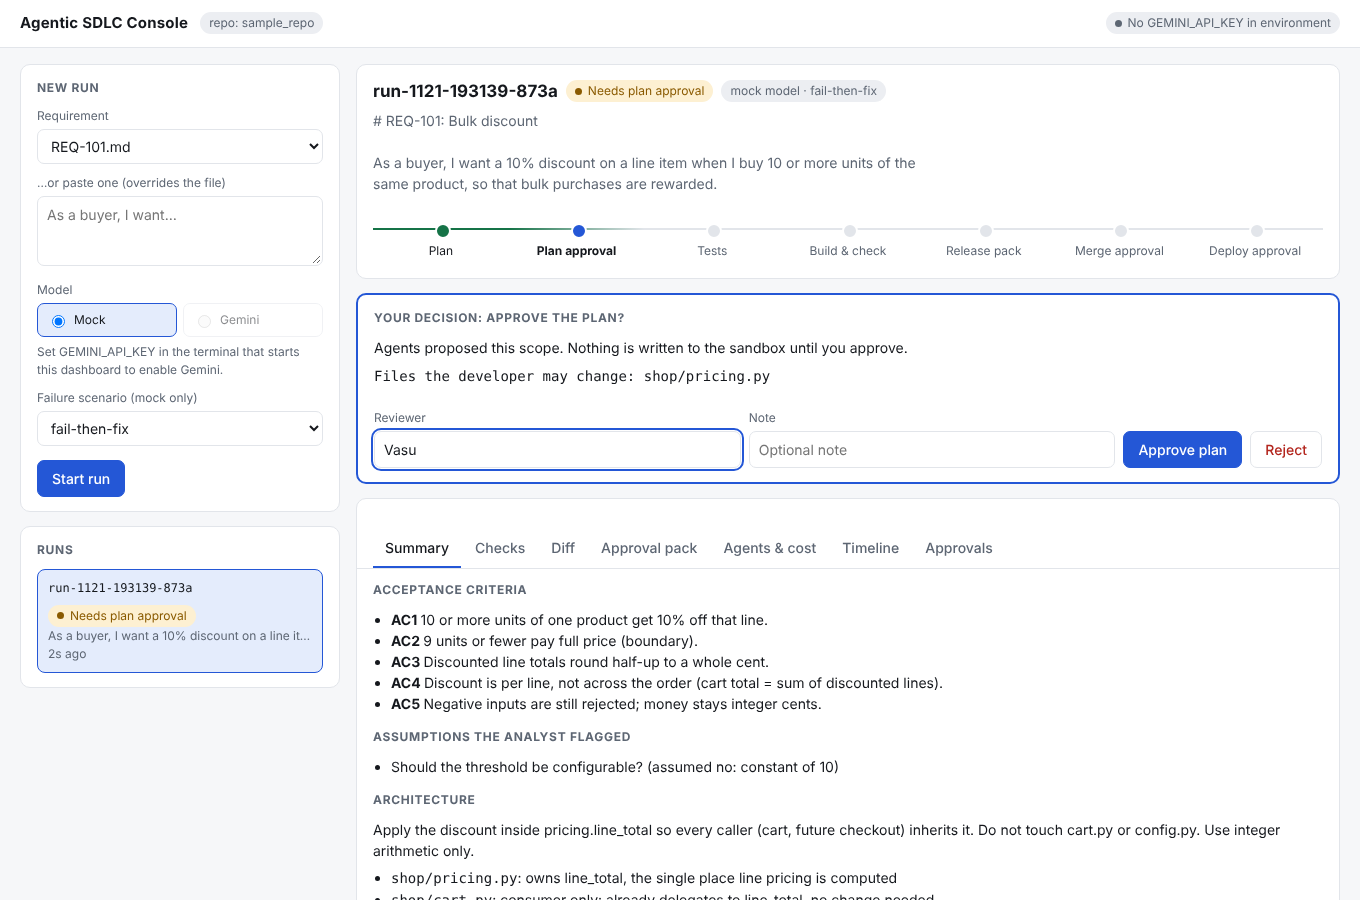 Agentic SDLC Console
repo: sample_repo
No GEMINI_API_KEY in environment
NEW RUN
Requirement
REQ-101.md
...or paste one (overrides the file)
As a buyer, I want...
Model
Mock
Gemini
Set GEMINI_API_KEY in the terminal that starts
this dashboard to enable Gemini.
Failure scenario (mock only)
fail-then-fix
Start run
RUNS
run-1121-193139-873a
Needs plan approval
As a buyer, I want a 10% discount on a line it...
2s ago
run-1121-193139-873a
Needs plan approval
mock model · fail-then-fix
# REQ-101: Bulk discount
As a buyer, I want a 10% discount on a line item when I buy 10 or more units of the
same product, so that bulk purchases are rewarded.
Plan
Plan approval
Tests
Build & check
Release pack
Merge approval
Deploy approval
YOUR DECISION: APPROVE THE PLAN?
Agents proposed this scope. Nothing is written to the sandbox until you approve.
Files the developer may change: shop/pricing.py
Reviewer
Note
Vasu
Optional note
Approve plan
Reject
Summary
Checks
Diff
Approval pack
Agents & cost
Timeline
Approvals
ACCEPTANCE CRITERIA
AC1 10 or more units of one product get 10% off that line.
AC2 9 units or fewer pay full price (boundary).
AC3 Discounted line totals round half-up to a whole cent.
AC4 Discount is per line, not across the order (cart total = sum of discounted lines).
AC5 Negative inputs are still rejected; money stays integer cents.
ASSUMPTIONS THE ANALYST FLAGGED
Should the threshold be configurable? (assumed no: constant of 10)
ARCHITECTURE
Apply the discount inside pricing.line_total so every caller (cart, future checkout) inherits it. Do not touch cart.py or config.py. Use integer
arithmetic only.
shop/pricing.py: owns line_total, the single place line pricing is computed
shop/cart.py: consumer only; already delegates to line_total, no change needed